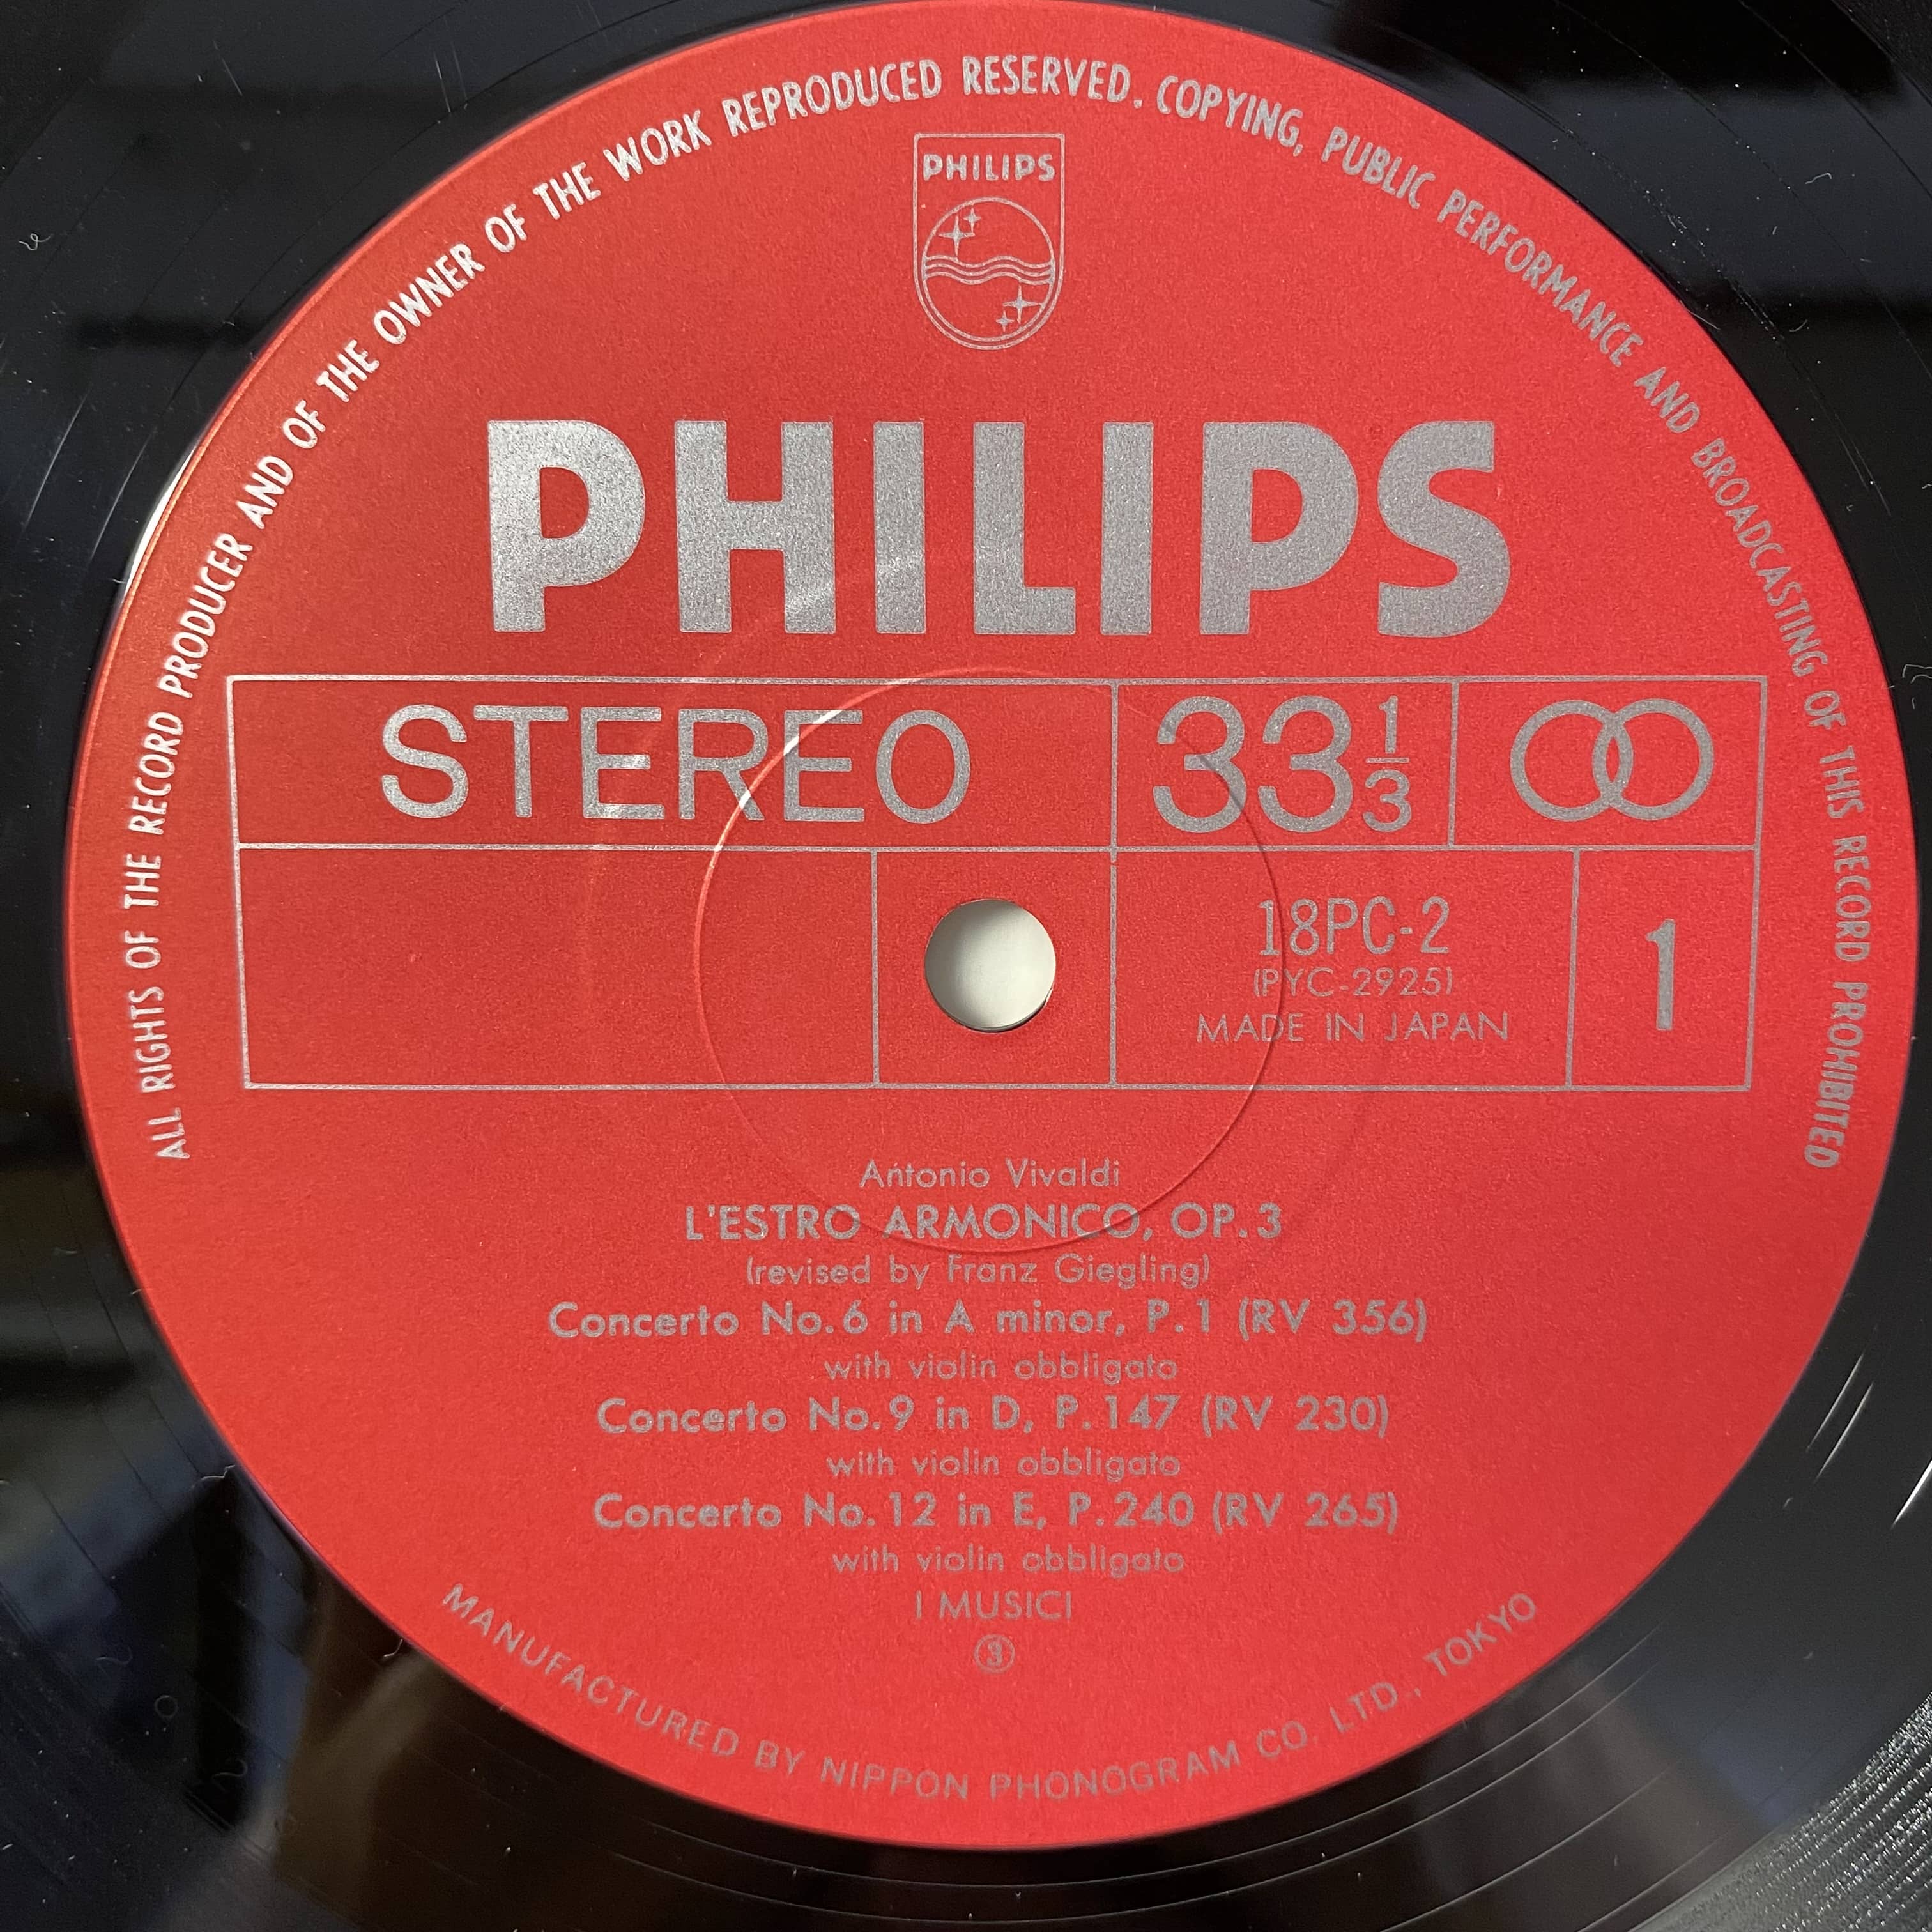 ALL RIGHTS OF THE RECORD PRODUCER AND OF THE OWNER OF THE WORK REPRODUCED RESERVED. COPYING, PUBLIC PERFORMANCE AND BROADCASTING OF THIS RECORD PROHIBITED
PHILIPS
PHILIPS
STEREO 33 1/3
18PC-2
(PYC-2925)
MADE IN JAPAN
1
Antonio Vivaldi
L'ESTRO ARMONICO, OP. 3
(revised by Franz Giegling)
Concerto No. 6 in A minor, P. 1 (RV 356)
with violin obbligato
Concerto No. 9 in D, P. 147 (RV 230)
with violin obbligato
Concerto No. 12 in E, P. 240 (RV 265)
with violin obbligato
I MUSICI
③
MANUFACTURED BY NIPPON PHONOGRAM CO. LTD., TOKYO